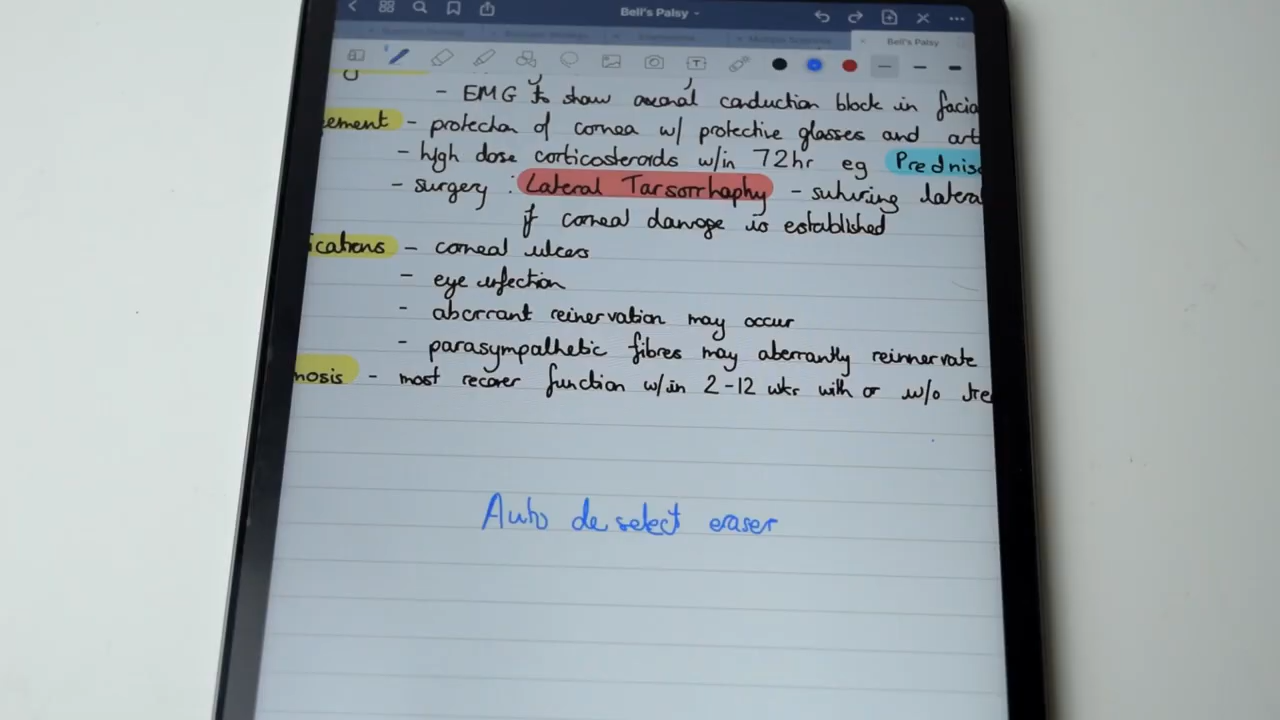 Bell's Palsy
Bell's Palsy
- EMG to show axonal conduction block in facia
ement - protection of cornea w/ protective glasses and art
- high dose corticosteroids w/in 72hr eg Prednis
- surgery : Lateral Tarsorrhaphy - suturing latera
if corneal damage is established
ications - corneal ulcers
- eye infection
- aberrant reinervation may occur
- parasympathetic fibres may aberrantly reinnervate
nosis - most recover function w/in 2-12 wks with or w/o tre
Auto deselect eraser